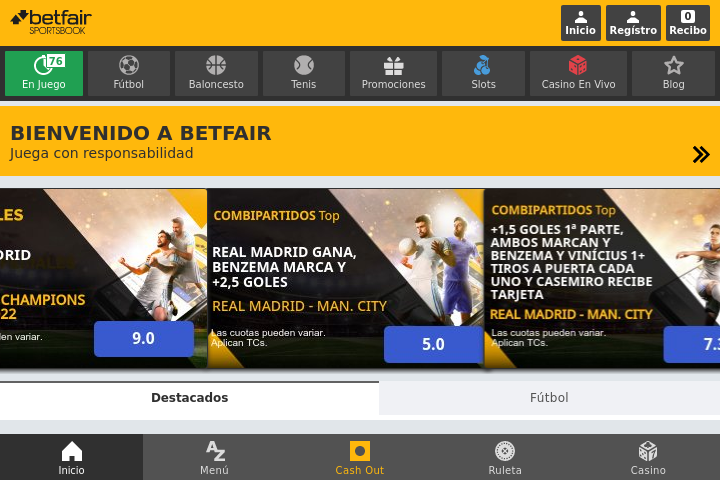 betfair
SPORTSBOOK
Inicio
Regístro
0
Recibo
76
En Juego
Fútbol
Baloncesto
Tenis
Promociones
Slots
Casino En Vivo
Blog
BIENVENIDO A BETFAIR
Juega con responsabilidad
LES
DRID
CHAMPIONS
22
en variar.
9.0
COMBIPARTIDOS Top
REAL MADRID GANA,
BENZEMA MARCA Y
+2,5 GOLES
REAL MADRID - MAN. CITY
Las cuotas pueden variar.
Aplican TCs.
5.0
COMBIPARTIDOS Top
+1,5 GOLES 1ª PARTE,
AMBOS MARCAN Y
BENZEMA Y VINÍCIUS 1+
TIROS A PUERTA CADA
UNO Y CASEMIRO RECIBE
TARJETA
REAL MADRID - MAN. CITY
Las cuotas pueden variar.
Aplican TCs.
7.
Destacados
Fútbol
Inicio
AZ
Menú
Cash Out
Ruleta
Casino